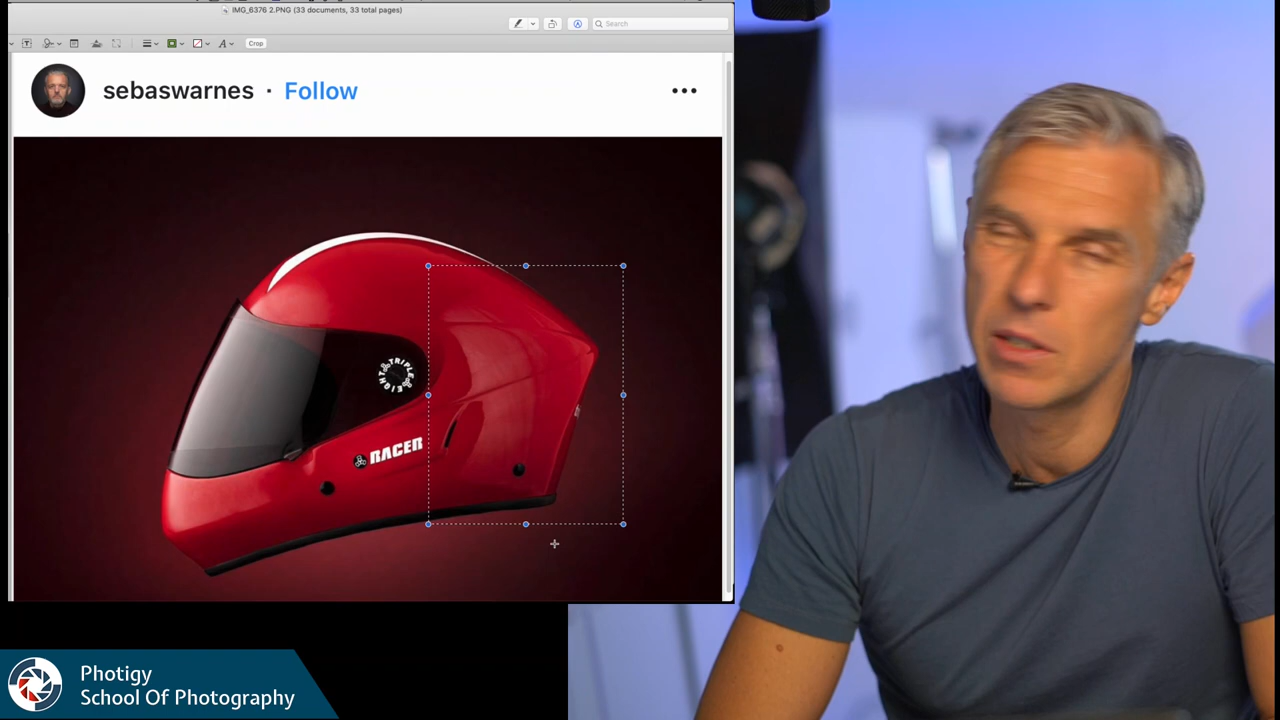 IMG_6376 2.PNG (33 documents, 33 total pages)
Search
A
Crop
sebaswarnes · Follow
TRIPLE EIGHT
RACER
Photigy
School Of Photography